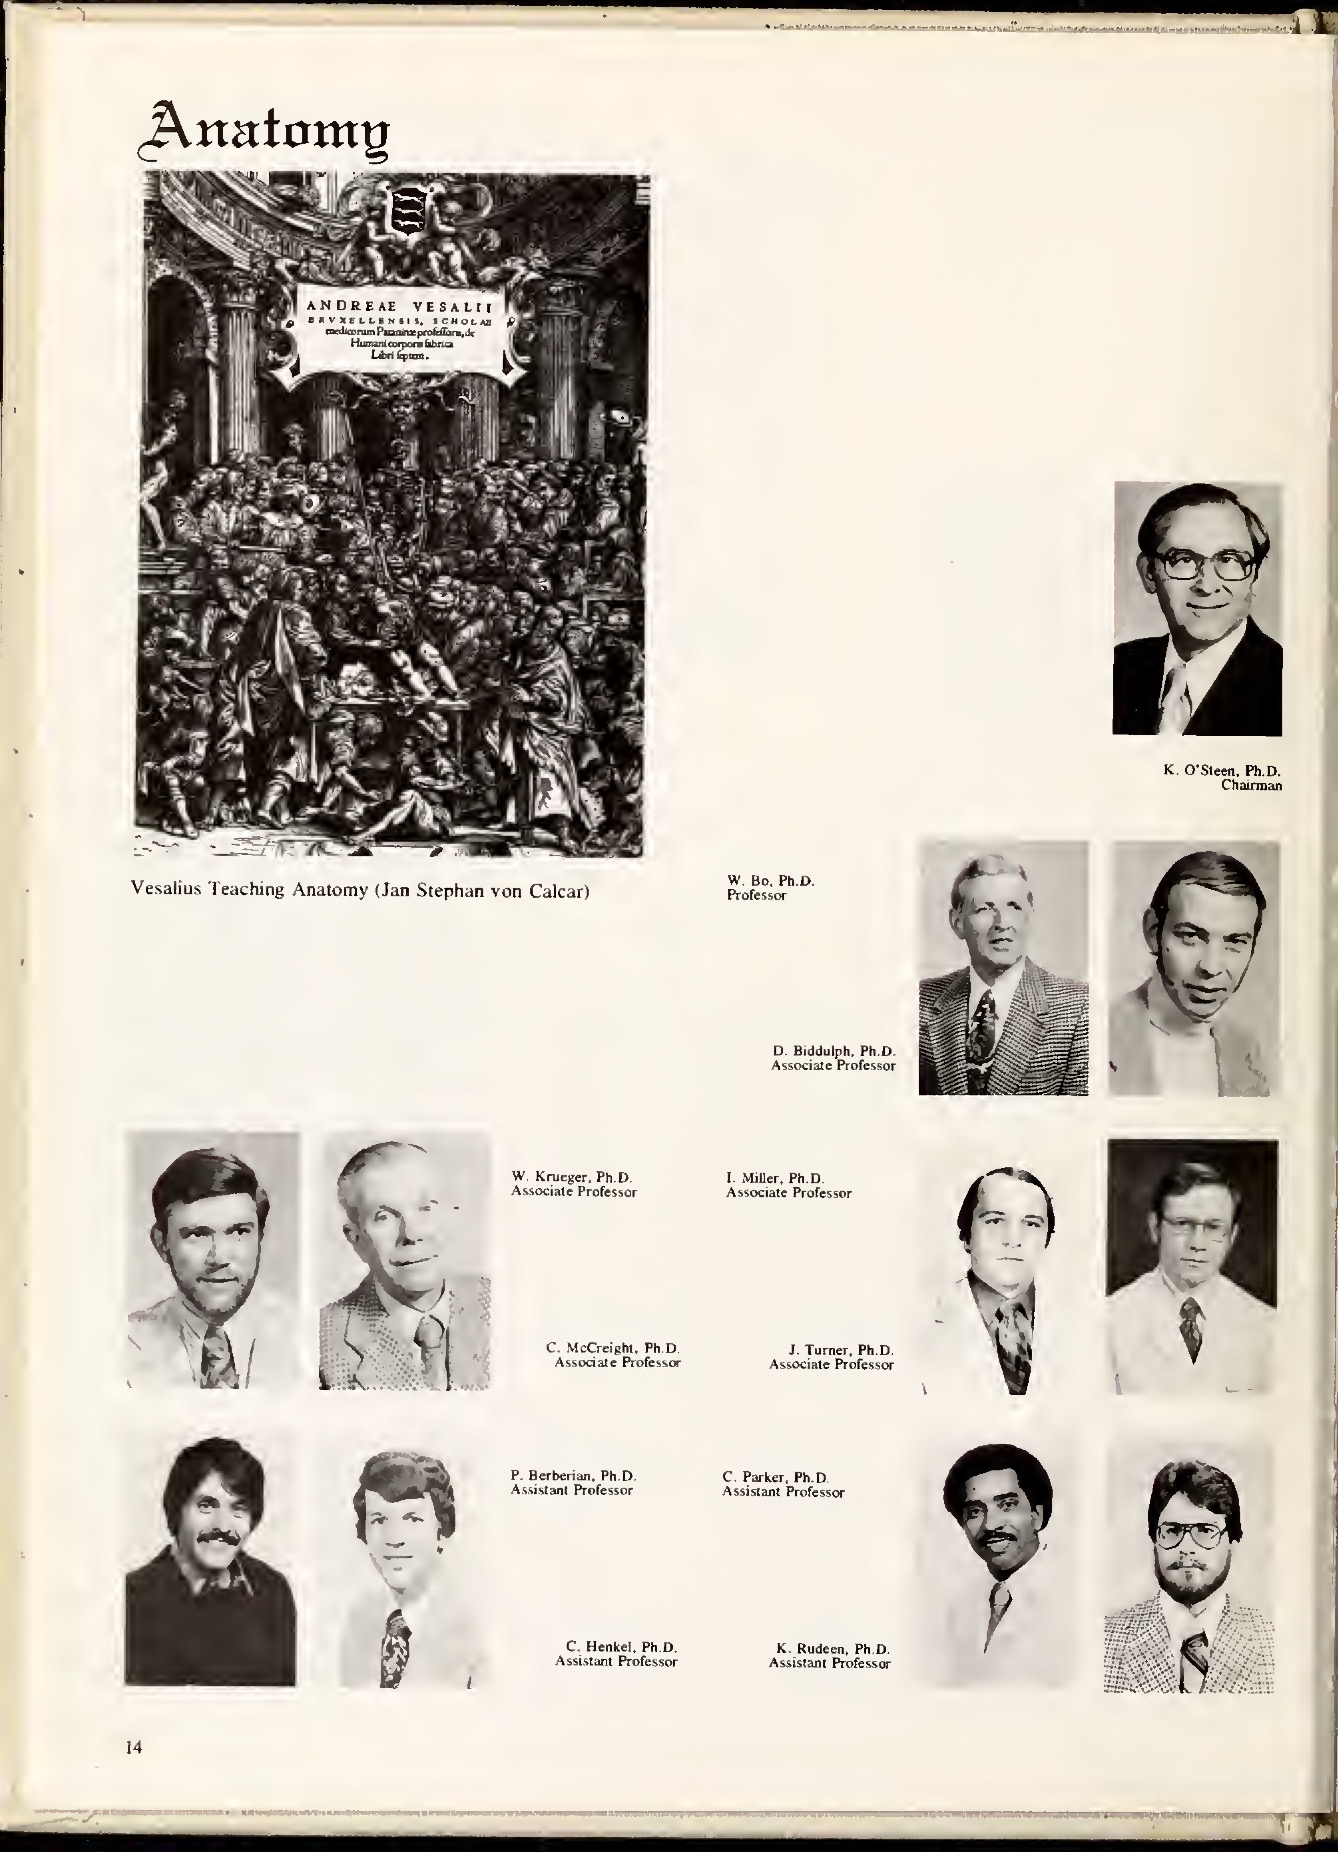 Anatomy
ANDREAE VESALII
BRVXELLENSIS, SCHOLAE
medicorum Patauinæ professoris, de
Humani corporis fabrica
Libri septem.
Vesalius Teaching Anatomy (Jan Stephan von Calcar)
K. O'Steen, Ph.D.
Chairman
W. Bo, Ph.D.
Professor
D. Biddulph, Ph.D.
Associate Professor
W. Krueger, Ph.D.
Associate Professor
C. McCreight, Ph.D.
Associate Professor
I. Miller, Ph.D.
Associate Professor
J. Turner, Ph.D.
Associate Professor
P. Berberian, Ph.D.
Assistant Professor
C. Henkel, Ph.D.
Assistant Professor
C. Parker, Ph.D.
Assistant Professor
K. Rudeen, Ph.D.
Assistant Professor
14